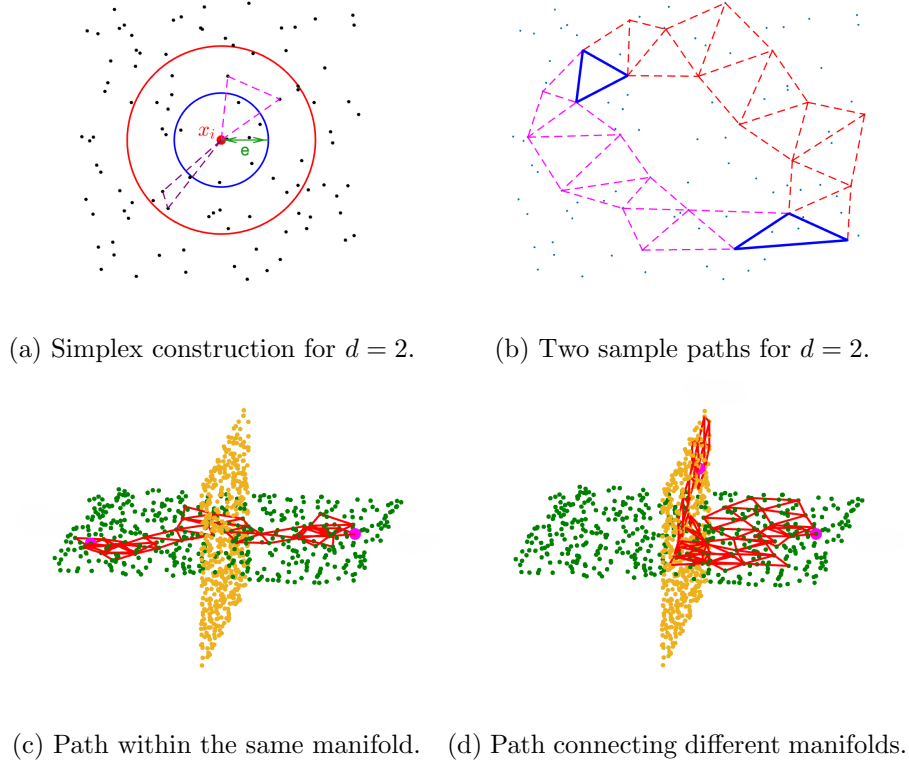 x_i
e
(a) Simplex construction for d = 2.
(b) Two sample paths for d = 2.
(c) Path within the same manifold.
(d) Path connecting different manifolds.